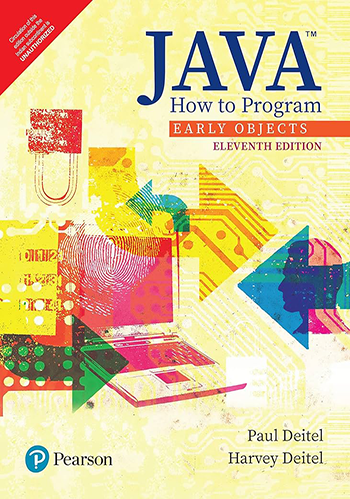 Circulation of this
edition outside the
Indian subcontinent is
UNAUTHORIZED
JAVA™
How to Program
EARLY OBJECTS
ELEVENTH EDITION
Paul Deitel
Harvey Deitel
P Pearson